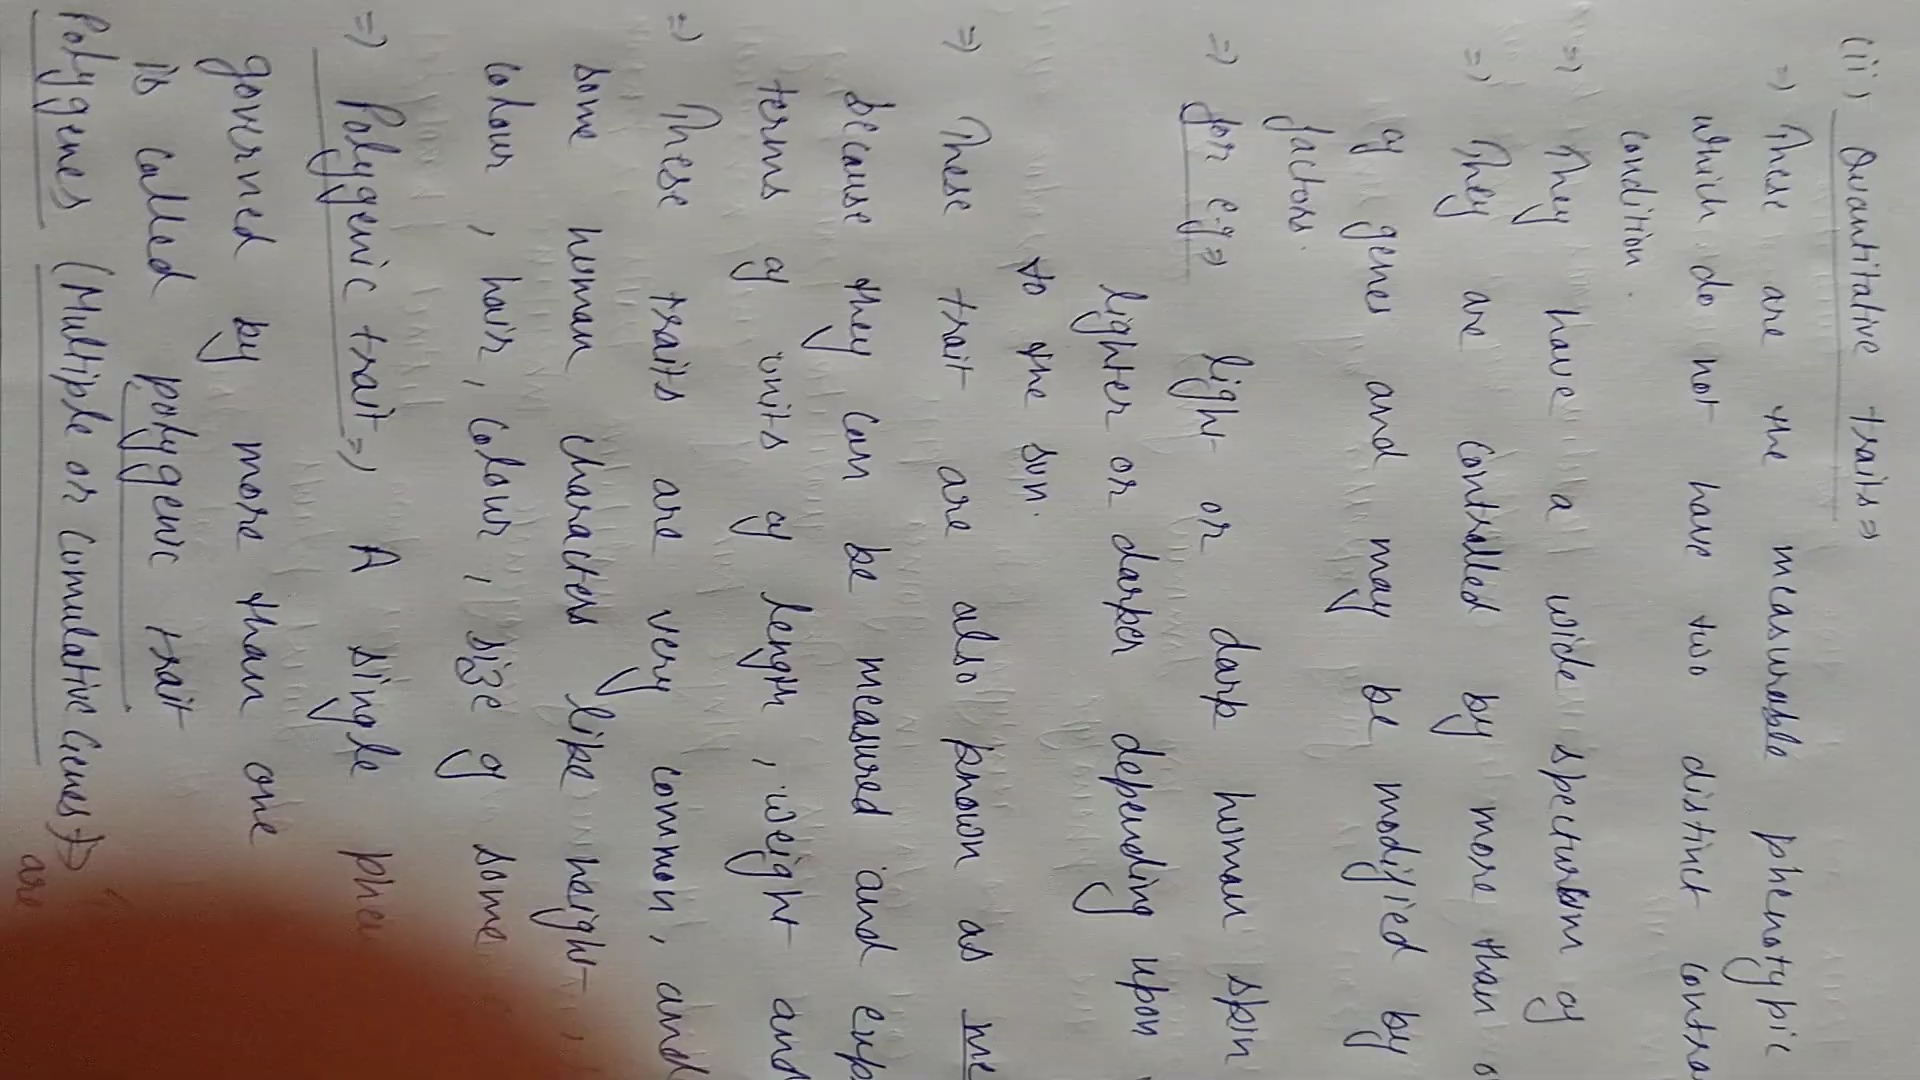 (ii) Quantitative traits⇒
⇒ These are the measurable phenotypic
which do not have two distinct contra
condition.
⇒ They have a wide specturom of
⇒ They are controlled by more than o
of genes and may be modified by
factors.
⇒ for e.g⇒ light or dark human skin
lighter or darker depending upon
to the sun.
⇒ These trait are also known as me
because they can be measured and exp
terms of units of length, weight and
⇒ These traits are very common, and
some human characters like height,
colour, hair, colour, size of some
⇒ Polygenic trait⇒ A single phen
governed by more than one
is called polygenic trait
Polygenes (Multiple or Cumulative Genes)⇒
are